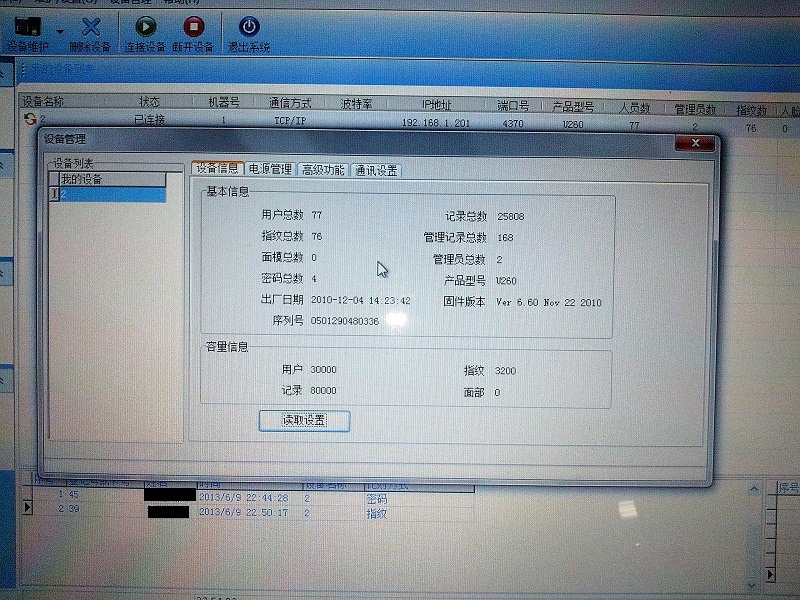 设备维护 删除设备 连接设备 断开设备 退出系统
我的设备列表
设备名称 状态 机器号 通信方式 波特率 IP地址 端口号 产品型号 人员数 管理员数 指纹数
2 已连接 1 TCP/IP 192.168.1.201 4370 U260 77 2 76 0
设备管理
设备列表
我的设备
2
设备信息 电源管理 高级功能 通讯设置
基本信息
用户总数 77 记录总数 25808
指纹总数 76 管理记录总数 168
面模总数 0 管理员总数 2
密码总数 4 产品型号 U260
出厂日期 2010-12-04 14:23:42 固件版本 Ver 6.60 Nov 22 2010
序列号 0501290480336
容量信息
用户 30000 指纹 3200
记录 80000 面部 0
读取设置
序号 姓名 时间 设备名称 比对方式 序号
1 45 2013/6/9 22:44:28 2 密码
2 39 2013/6/9 22:50:17 2 指纹